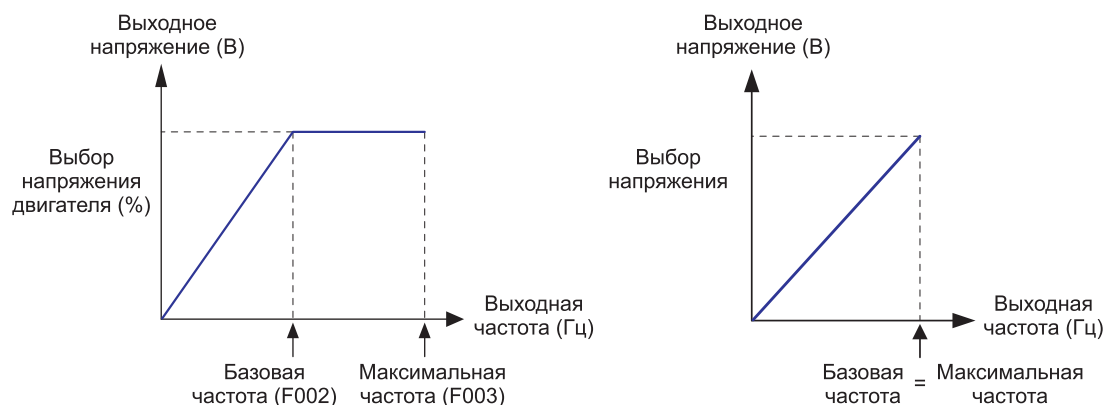 Выходное
напряжение (В)
Выбор
напряжения
двигателя (%)
Выходная
частота (Гц)
Базовая
частота (F002)
Максимальная
частота (F003)
Выходное
напряжение (В)
Выбор
напряжения
Выходная
частота (Гц)
Базовая
частота
=
Максимальная
частота